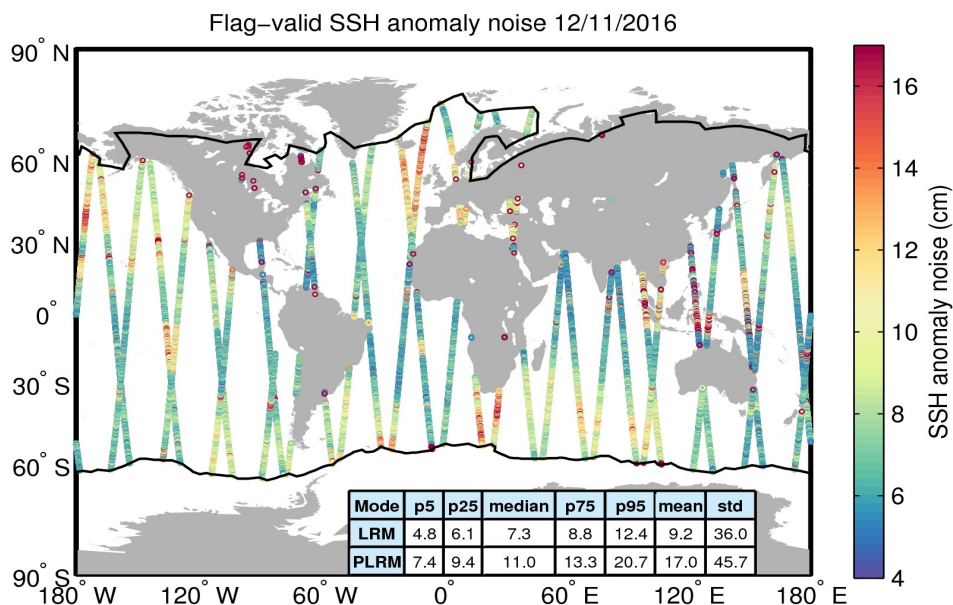 Flag−valid SSH anomaly noise 12/11/2016
90° N
60° N
30° N
0°
30° S
60° S
90° S
180° W
120° W
60° W
0°
60° E
120° E
180° E
16
14
12
10
8
6
4
SSH anomaly noise (cm)
Mode p5 p25 median p75 p95 mean std
LRM 4.8 6.1 7.3 8.8 12.4 9.2 36.0
PLRM 7.4 9.4 11.0 13.3 20.7 17.0 45.7